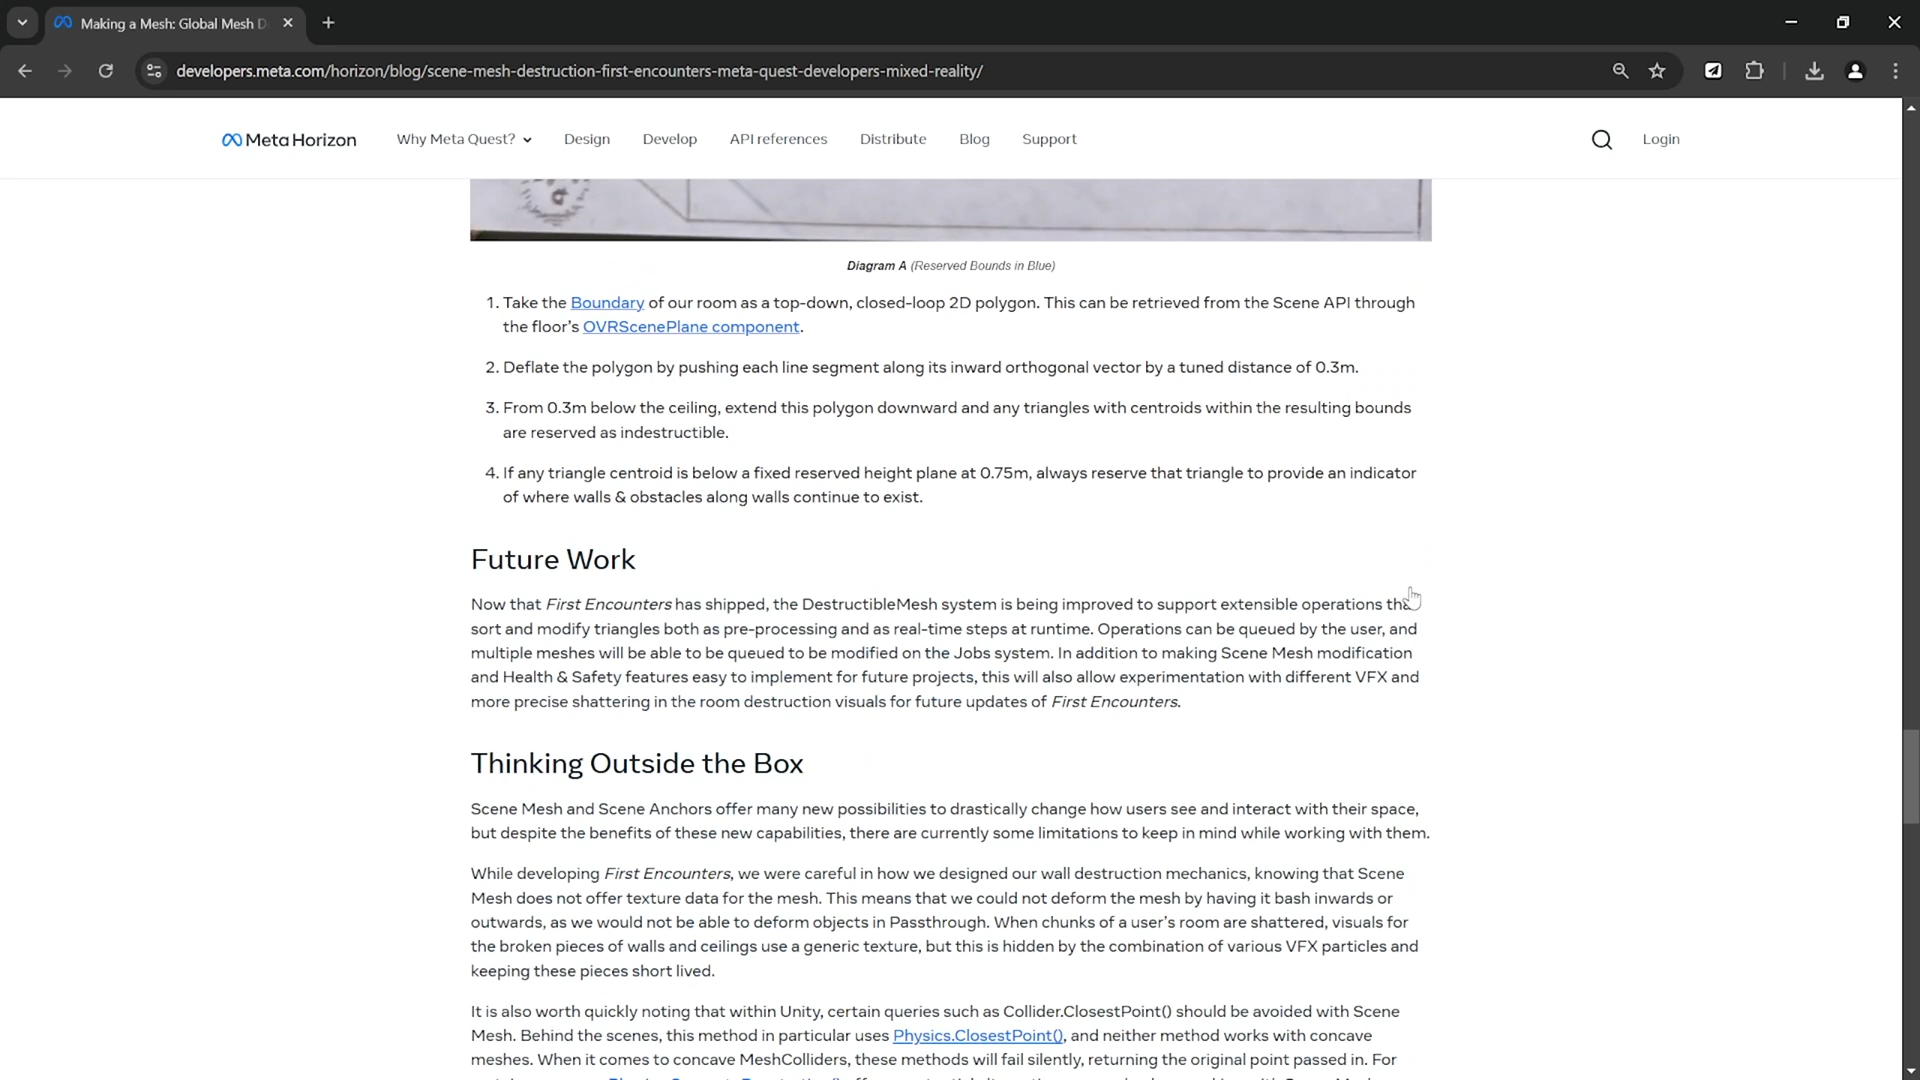 Making a Mesh: Global Mesh D
developers.meta.com/horizon/blog/scene-mesh-destruction-first-encounters-meta-quest-developers-mixed-reality/
Meta Horizon
Why Meta Quest?
Design
Develop
API references
Distribute
Blog
Support
Login
Diagram A (Reserved Bounds in Blue)
1. Take the Boundary of our room as a top-down, closed-loop 2D polygon. This can be retrieved from the Scene API through
the floor’s OVRScenePlane component.
2. Deflate the polygon by pushing each line segment along its inward orthogonal vector by a tuned distance of 0.3m.
3. From 0.3m below the ceiling, extend this polygon downward and any triangles with centroids within the resulting bounds
are reserved as indestructible.
4. If any triangle centroid is below a fixed reserved height plane at 0.75m, always reserve that triangle to provide an indicator
of where walls & obstacles along walls continue to exist.
Future Work
Now that First Encounters has shipped, the DestructibleMesh system is being improved to support extensible operations
sort and modify triangles both as pre-processing and as real-time steps at runtime. Operations can be queued by the user, and
multiple meshes will be able to be queued to be modified on the Jobs system. In addition to making Scene Mesh modification
and Health & Safety features easy to implement for future projects, this will also allow experimentation with different VFX and
more precise shattering in the room destruction visuals for future updates of First Encounters.
Thinking Outside the Box
Scene Mesh and Scene Anchors offer many new possibilities to drastically change how users see and interact with their space,
but despite the benefits of these new capabilities, there are currently some limitations to keep in mind while working with them.
While developing First Encounters, we were careful in how we designed our wall destruction mechanics, knowing that Scene
Mesh does not offer texture data for the mesh. This means that we could not deform the mesh by having it bash inwards or
outwards, as we would not be able to deform objects in Passthrough. When chunks of a user’s room are shattered, visuals for
the broken pieces of walls and ceilings use a generic texture, but this is hidden by the combination of various VFX particles and
keeping these pieces short lived.
It is also worth quickly noting that within Unity, certain queries such as Collider.ClosestPoint() should be avoided with Scene
Mesh. Behind the scenes, this method in particular uses Physics.ClosestPoint(), and neither method works with concave
meshes. When it comes to concave MeshColliders, these methods will fail silently, returning the original point passed in. For